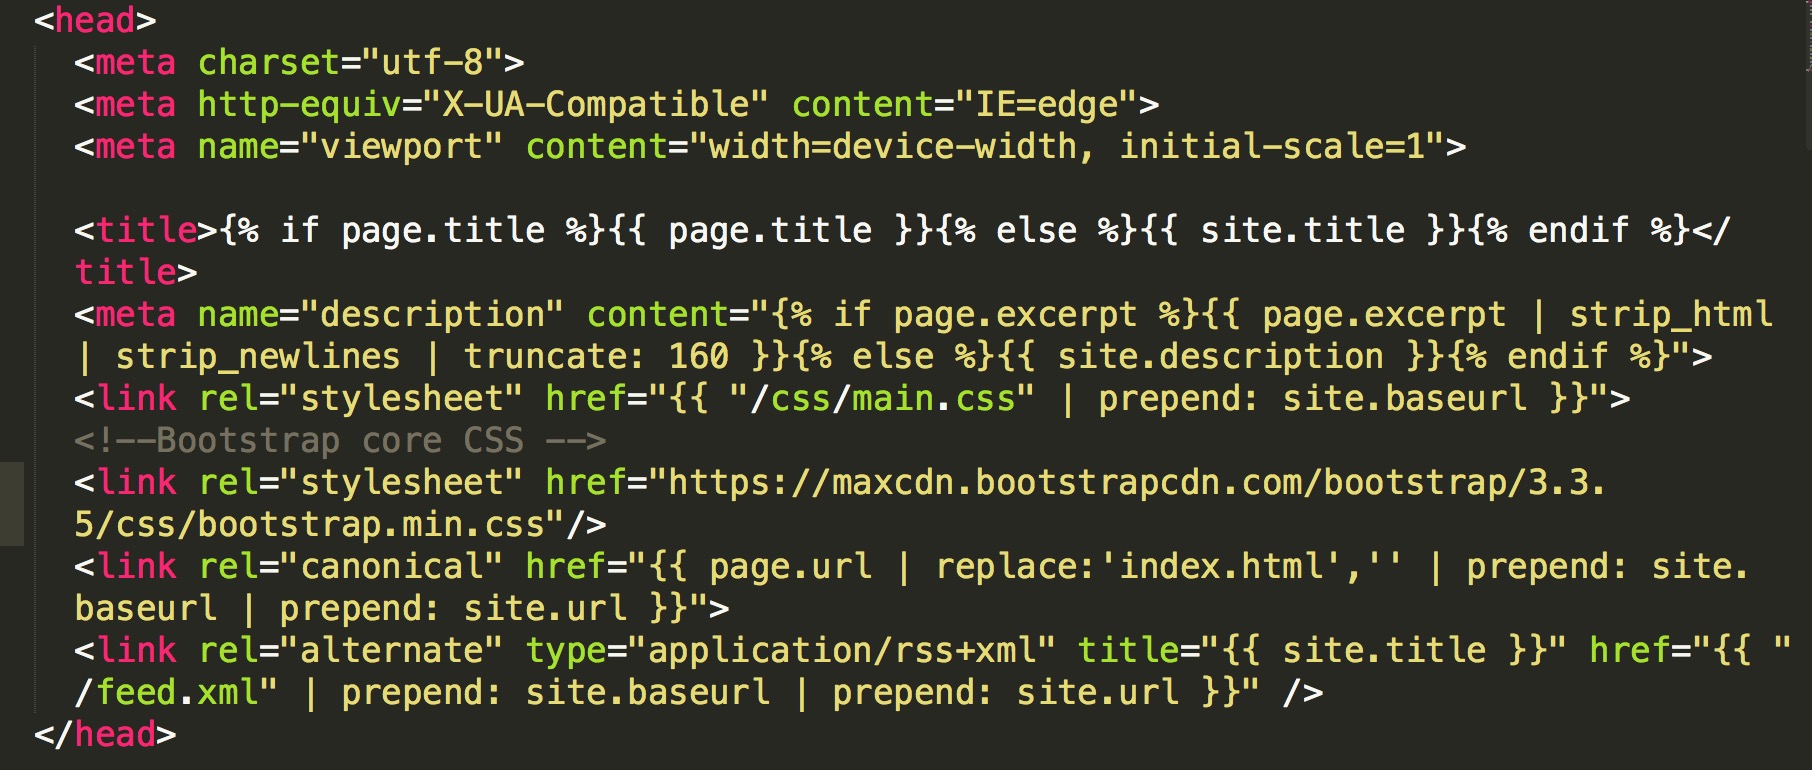 <head>
<meta charset="utf-8">
<meta http-equiv="X-UA-Compatible" content="IE=edge">
<meta name="viewport" content="width=device-width, initial-scale=1">
<title>{% if page.title %}{{ page.title }}{% else %}{{ site.title }}{% endif %}</
title>
<meta name="description" content="{% if page.excerpt %}{{ page.excerpt | strip_html
| strip_newlines | truncate: 160 }}{% else %}{{ site.description }}{% endif %}">
<link rel="stylesheet" href="{{ "/css/main.css" | prepend: site.baseurl }}">
<!--Bootstrap core CSS -->
<link rel="stylesheet" href="https://maxcdn.bootstrapcdn.com/bootstrap/3.3.
5/css/bootstrap.min.css"/>
<link rel="canonical" href="{{ page.url | replace:'index.html','' | prepend: site.
baseurl | prepend: site.url }}">
<link rel="alternate" type="application/rss+xml" title="{{ site.title }}" href="{{ "
/feed.xml" | prepend: site.baseurl | prepend: site.url }}" />
</head>